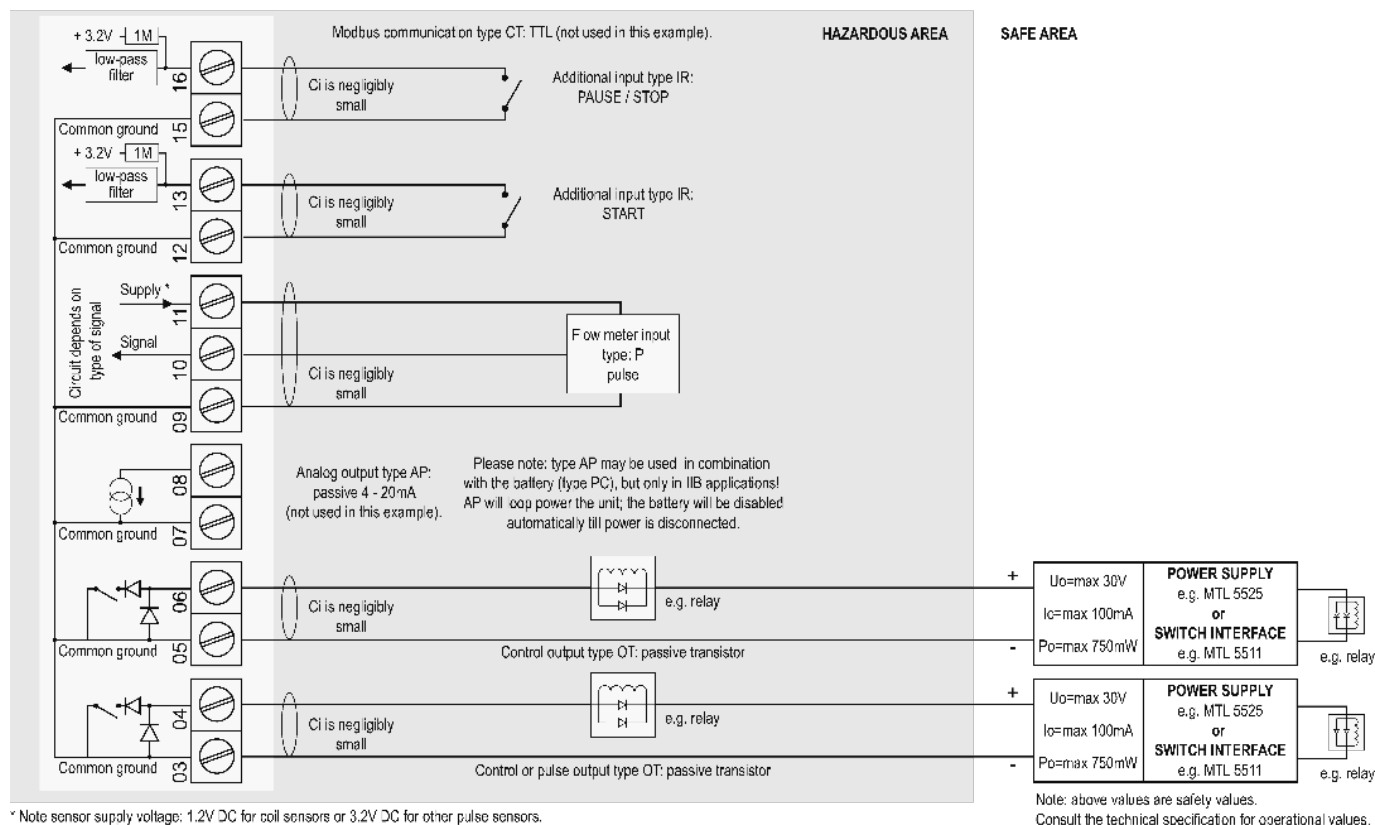 Modbus communication type CT: TTL (not used in this example).
HAZARDOUS AREA
SAFE AREA
+ 3.2V
1M
low-pass
filter
16
Ci is negligibly
small
Additional input type IR:
PAUSE / STOP
Common ground
15
+ 3.2V
1M
low-pass
filter
13
Ci is negligibly
small
Additional input type IR:
START
Common ground
12
Circuit depends on
type of signal
Supply *
11
Signal
10
Ci is negligibly
small
F ow meter input
type: P
pulse
Common ground
09
08
Analog output type AP:
passive 4 - 20mA
(not used in this example).
Please note: type AP may be used in combination
with the battery (type PC), but only in IIB applications!
AP will loop power the unit; the battery will be disabled
automatically till power is disconnected.
Common ground
07
06
Ci is negligibly
small
e.g. relay
Common ground
05
Control output type OT: passive transistor
+
-
Uo=max 30V
Io=max 100mA
Po=max 750mW
POWER SUPPLY
e.g. MTL 5525
or
SWITCH INTERFACE
e.g. MTL 5511
e.g. relay
04
Ci is negligibly
small
e.g. relay
Common ground
03
Control or pulse output type OT: passive transistor
+
-
Uo=max 30V
Io=max 100mA
Po=max 750mW
POWER SUPPLY
e.g. MTL 5525
or
SWITCH INTERFACE
e.g. MTL 5511
e.g. relay
* Note sensor supply voltage: 1.2V DC for coil sensors or 3.2V DC for other pulse sensors.
Note: above values are safety values.
Consult the technical specification for operational values.